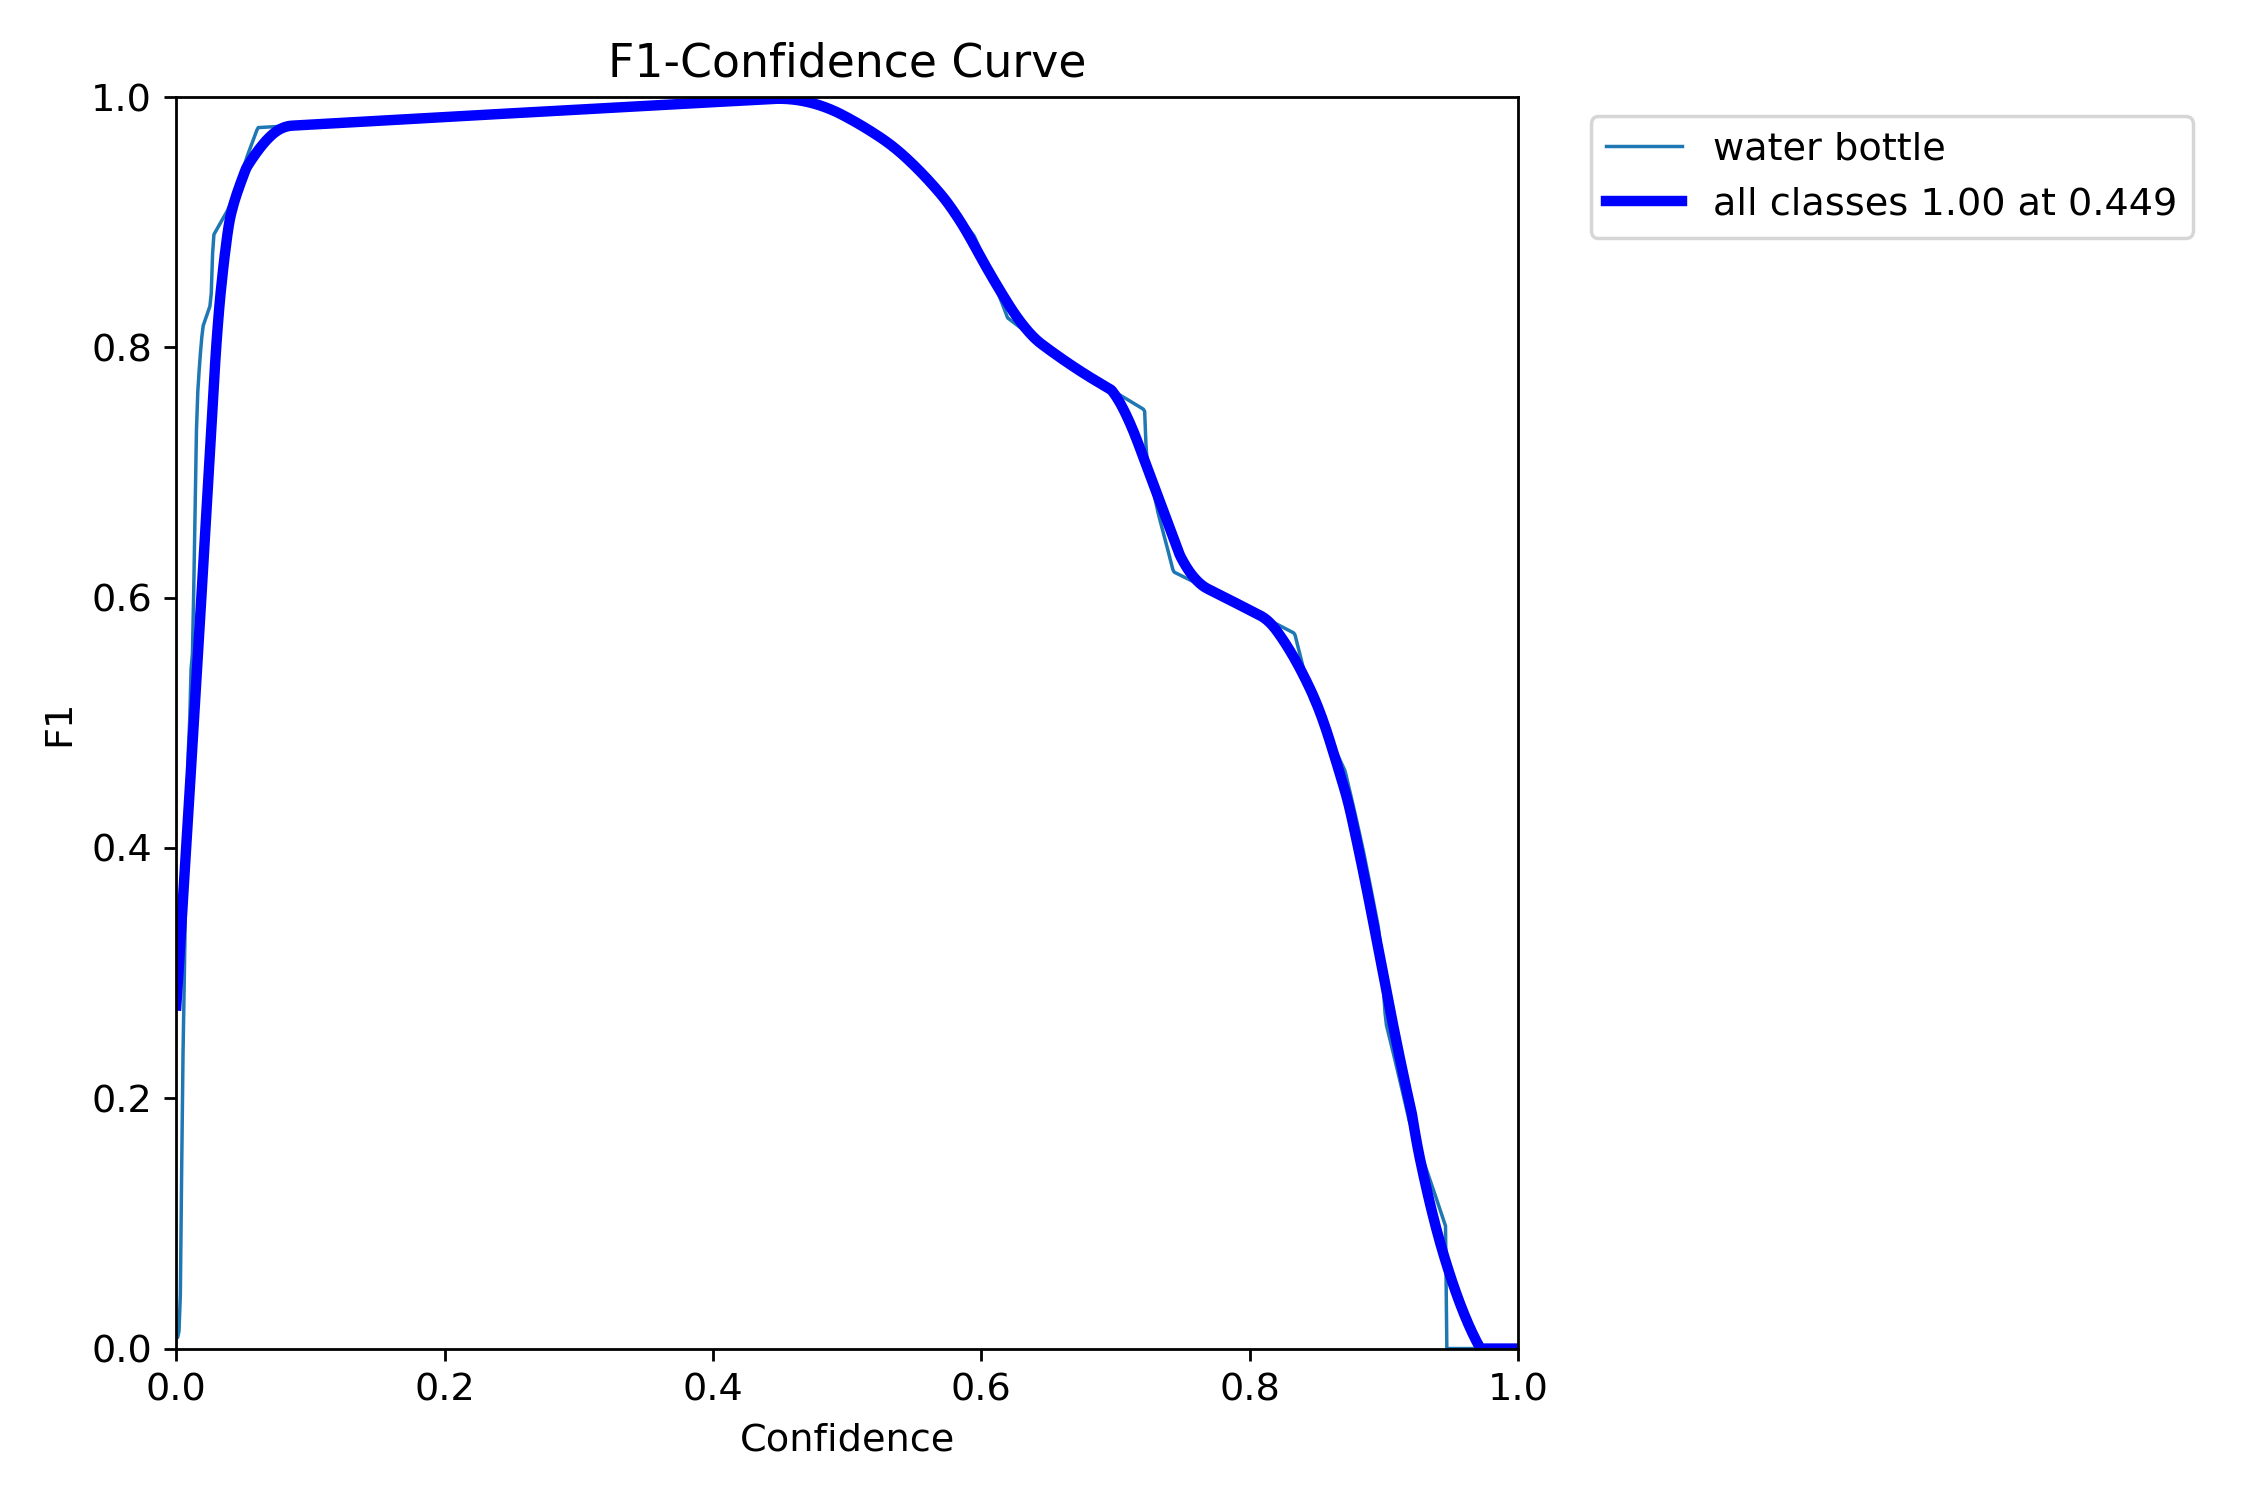 F1-Confidence Curve
1.0
0.8
0.6
0.4
0.2
0.0
F1
0.0 0.2 0.4 0.6 0.8 1.0
Confidence
water bottle
all classes 1.00 at 0.449